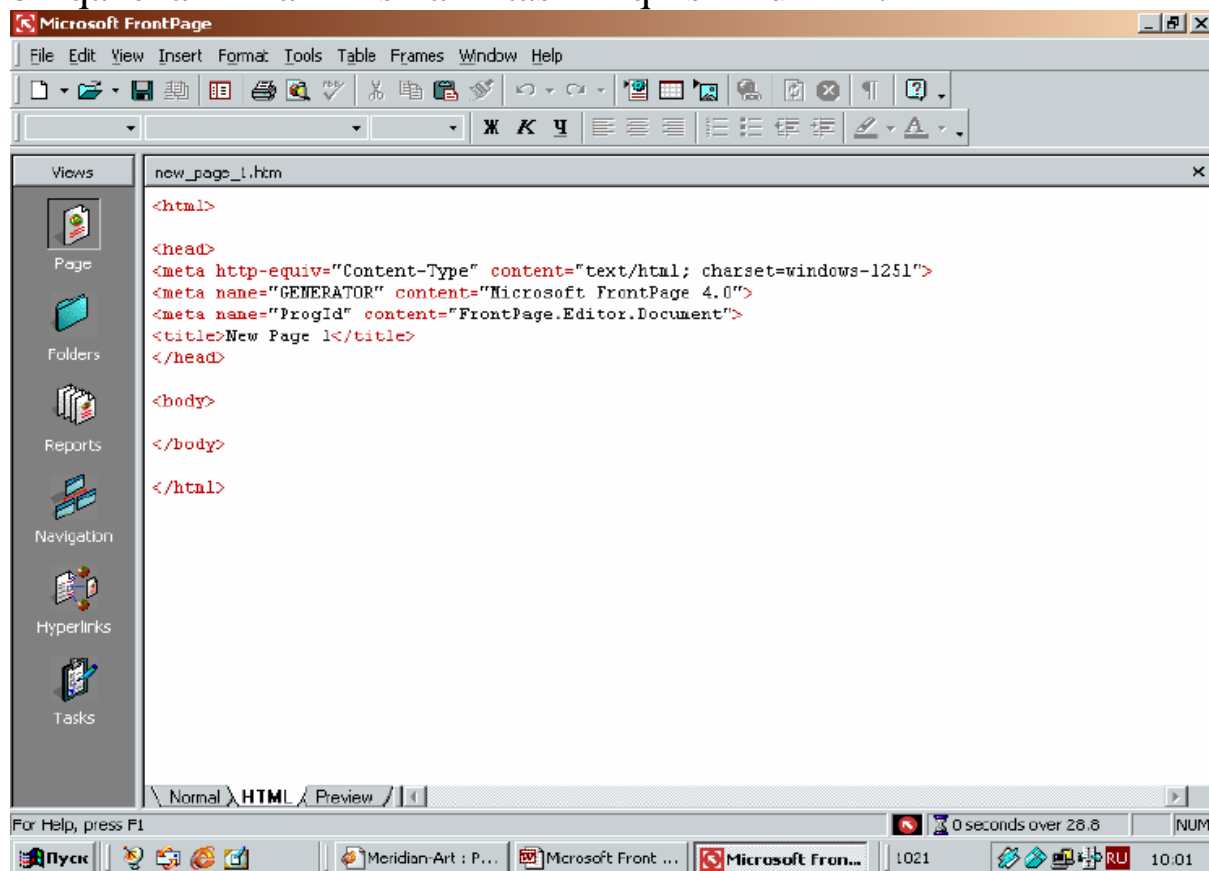 Microsoft FrontPage
File Edit View Insert Format Tools Table Frames Window Help
Ж К Ч
Views
new_page_1.htm
<html>
<head>
Page
<meta http-equiv="Content-Type" content="text/html; charset=windows-1251">
<meta name="GENERATOR" content="Microsoft FrontPage 4.0">
<meta name="ProgId" content="FrontPage.Editor.Document">
<title>New Page 1</title>
Folders
</head>
<body>
Reports
</body>
</html>
Navigation
Hyperlinks
Tasks
Normal HTML Preview
For Help, press F1
0 seconds over 28.8
NUM
Пуск
Meridian-Art : P...
Microsoft Front ...
Microsoft Fron...
1021
RU
10:01